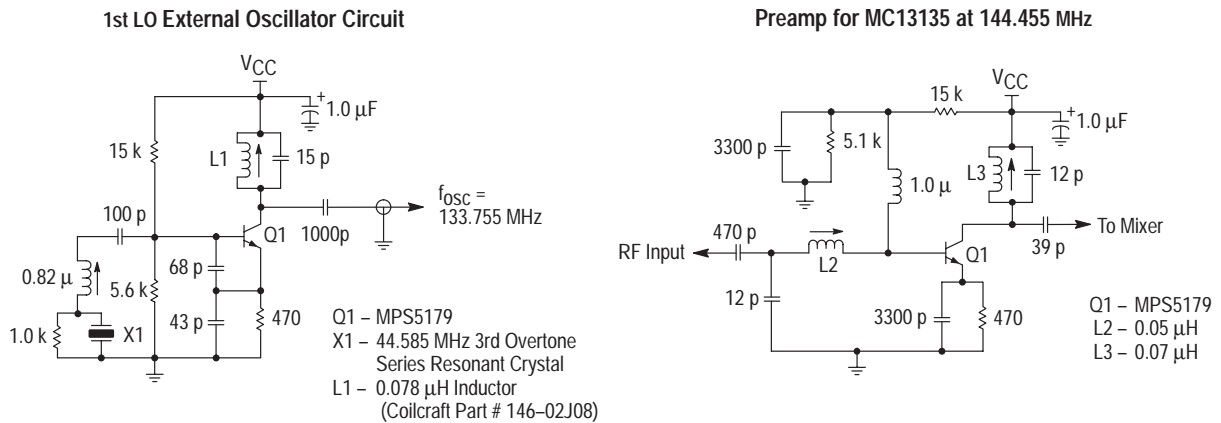 1st LO External Oscillator Circuit
VCC
+
1.0 μF
15 k
L1
15 p
fosc =
133.755 MHz
100 p
1000p
Q1
0.82 μ
68 p
5.6 k
43 p
470
1.0 k
X1
Q1 – MPS5179
X1 – 44.585 MHz 3rd Overtone
Series Resonant Crystal
L1 – 0.078 μH Inductor
(Coilcraft Part # 146–02J08)
Preamp for MC13135 at 144.455 MHz
VCC
15 k
+
1.0 μF
3300 p
5.1 k
1.0 μ
L3
12 p
470 p
RF Input
To Mixer
39 p
L2
Q1
12 p
3300 p
470
Q1 – MPS5179
L2 – 0.05 μH
L3 – 0.07 μH